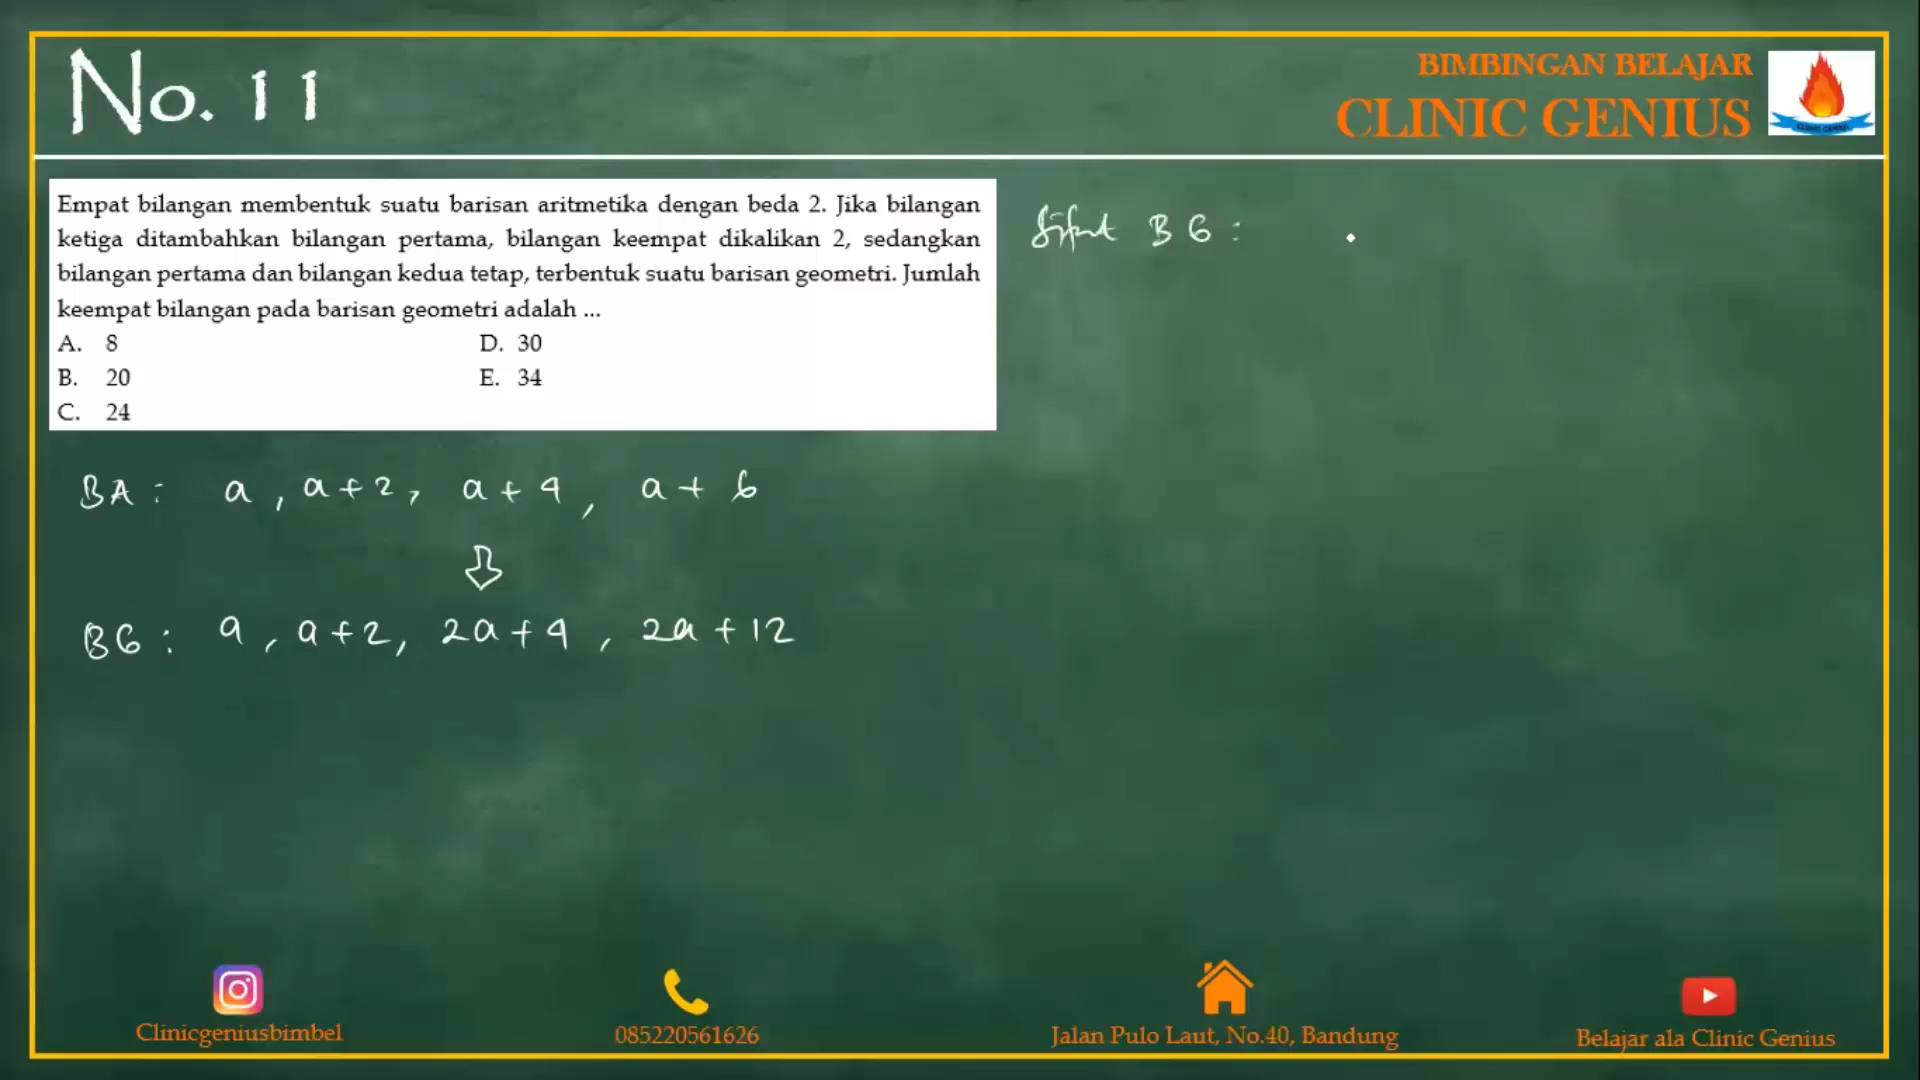 No. 11
BIMBINGAN BELAJAR
CLINIC GENIUS
CLINIC GENIUS
Empat bilangan membentuk suatu barisan aritmetika dengan beda 2. Jika bilangan
ketiga ditambahkan bilangan pertama, bilangan keempat dikalikan 2, sedangkan
bilangan pertama dan bilangan kedua tetap, terbentuk suatu barisan geometri. Jumlah
keempat bilangan pada barisan geometri adalah ...
A. 8
D. 30
B. 20
E. 34
C. 24
Sifat BG :
BA : a , a + 2 , a + 4 , a + 6
BG : a , a + 2 , 2a + 4 , 2a + 12
Clinicgeniusbimbel
085220561626
Jalan Pulo Laut, No.40, Bandung
Belajar ala Clinic Genius